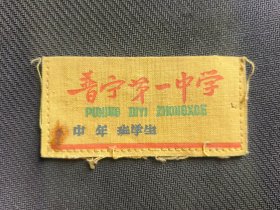 普宁第一中学
PUNING DIYI ZHONGXUE
中 年 班学生